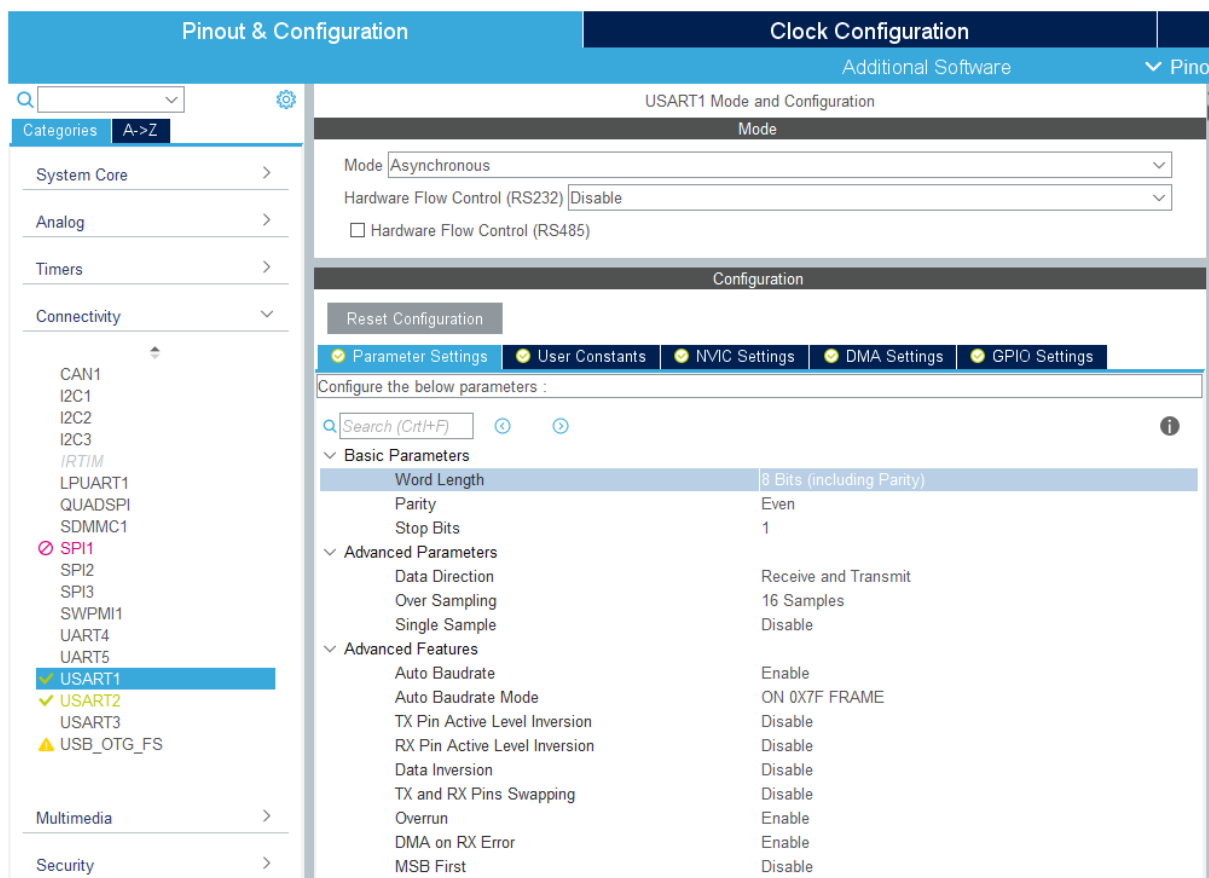 Pinout & Configuration
Clock Configuration
Additional Software
Pino
Categories
A->Z
System Core
Analog
Timers
Connectivity
CAN1
I2C1
I2C2
I2C3
IRTIM
LPUART1
QUADSPI
SDMMC1
SPI1
SPI2
SPI3
SWPMI1
UART4
UART5
USART1
USART2
USART3
USB_OTG_FS
Multimedia
Security
USART1 Mode and Configuration
Mode
Mode Asynchronous
Hardware Flow Control (RS232) Disable
Hardware Flow Control (RS485)
Configuration
Reset Configuration
Parameter Settings User Constants NVIC Settings DMA Settings GPIO Settings
Configure the below parameters :
Search (Crtl+F)
Basic Parameters
Word Length 8 Bits (including Parity)
Parity Even
Stop Bits 1
Advanced Parameters
Data Direction Receive and Transmit
Over Sampling 16 Samples
Single Sample Disable
Advanced Features
Auto Baudrate Enable
Auto Baudrate Mode ON 0X7F FRAME
TX Pin Active Level Inversion Disable
RX Pin Active Level Inversion Disable
Data Inversion Disable
TX and RX Pins Swapping Disable
Overrun Enable
DMA on RX Error Enable
MSB First Disable